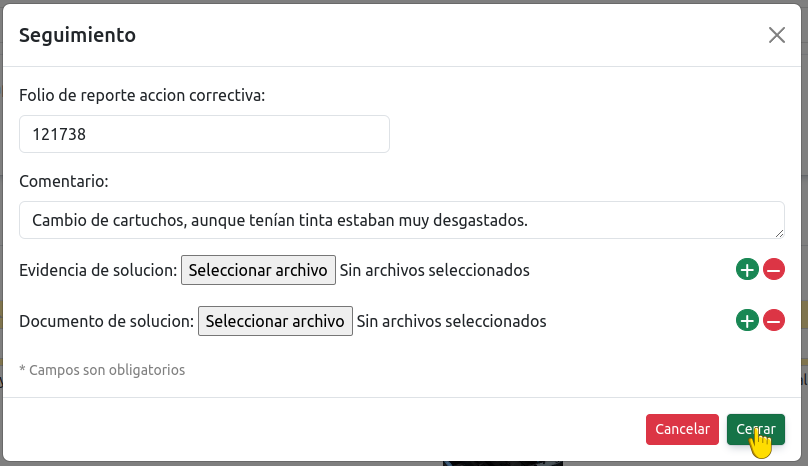 Seguimiento
Folio de reporte accion correctiva:
121738
Comentario:
Cambio de cartuchos, aunque tenían tinta estaban muy desgastados.
Evidencia de solucion: Seleccionar archivo Sin archivos seleccionados
Documento de solucion: Seleccionar archivo Sin archivos seleccionados
* Campos son obligatorios
Cancelar Cerrar